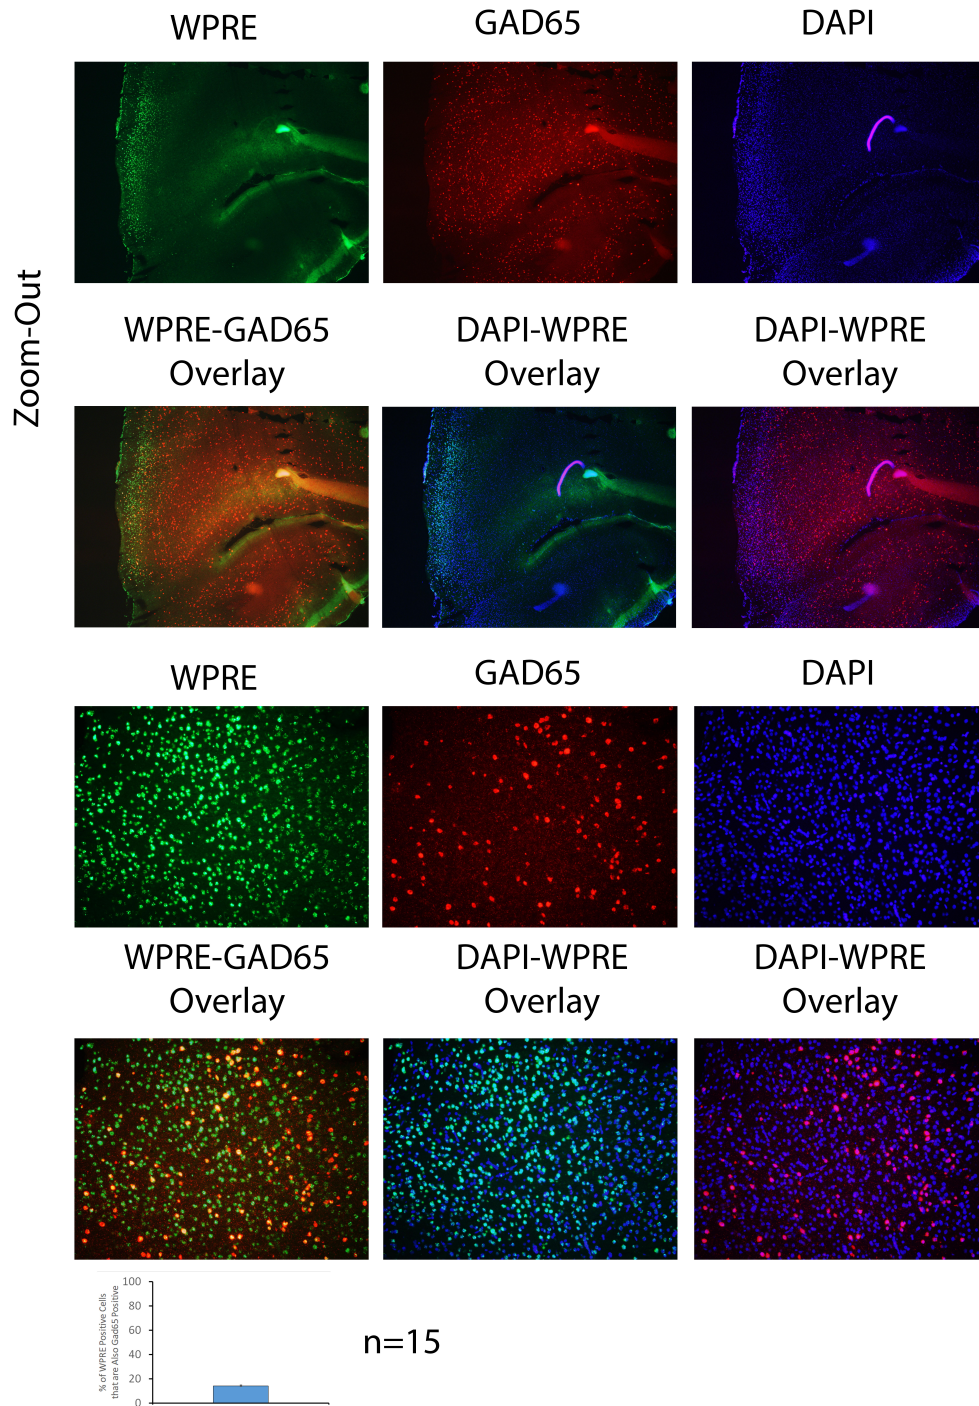 WPRE
GAD65
DAPI
Zoom-Out
WPRE-GAD65
Overlay
DAPI-WPRE
Overlay
DAPI-WPRE
Overlay
WPRE
GAD65
DAPI
WPRE-GAD65
Overlay
DAPI-WPRE
Overlay
DAPI-WPRE
Overlay
% of WPRE Positive Cells
that are Also Gad65 Positive
100
80
60
40
20
0
n=15